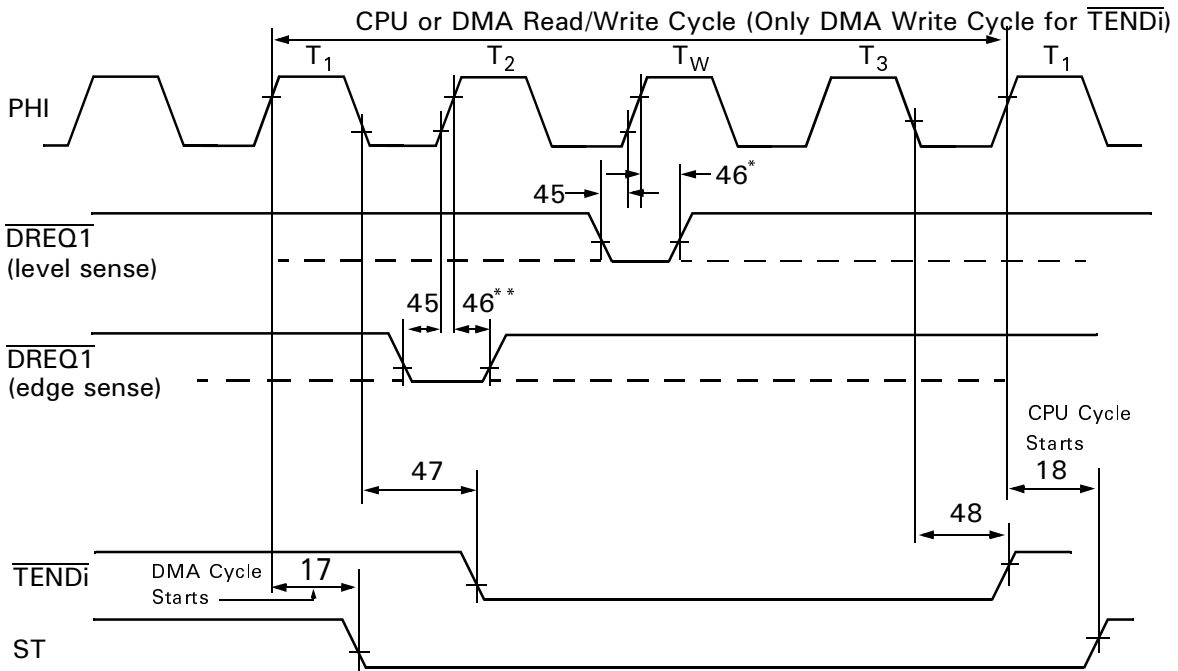 CPU or DMA Read/Write Cycle (Only DMA Write Cycle for TENDi)
T1 T2 TW T3 T1
PHI
45 46*
DREQ1
(level sense)
45 46**
DREQ1
(edge sense)
CPU Cycle
Starts
47 18
48
TENDi
DMA Cycle
Starts
17
ST